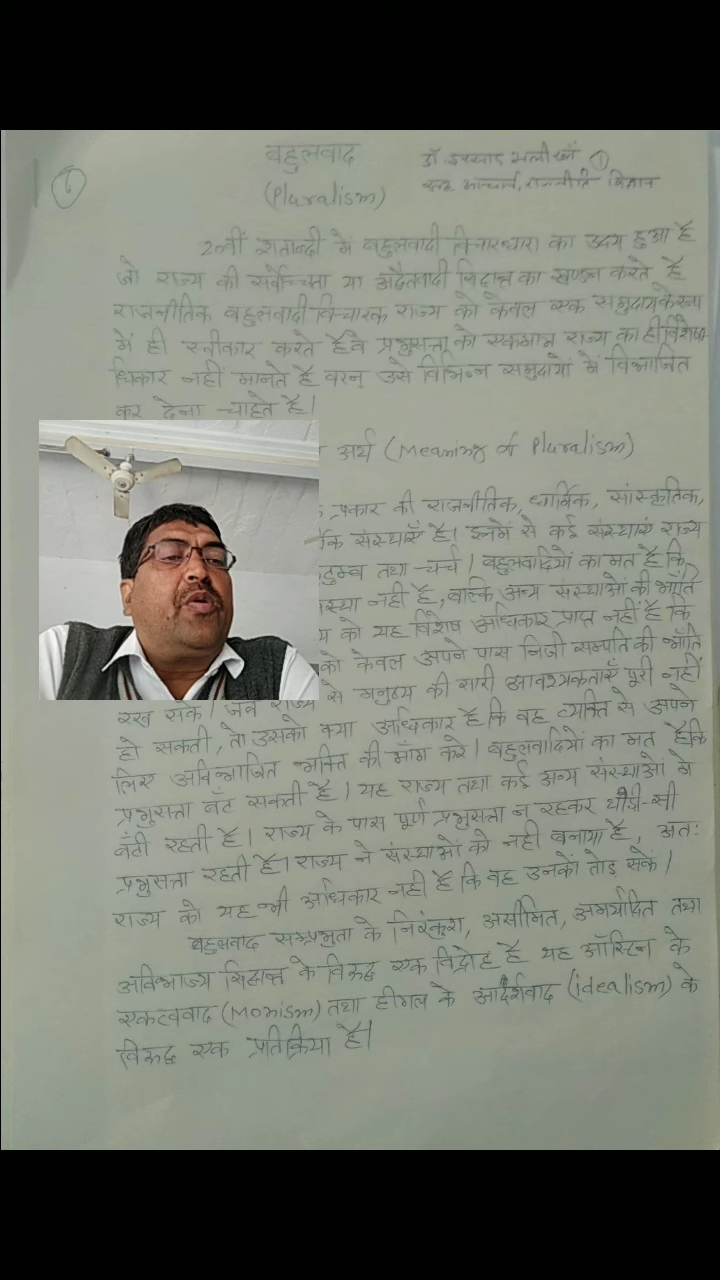 बहुलवाद
(Pluralism)
डॉ. 1
सह आचार्य, राजनीति विज्ञान
6
20वीं शताब्दी में बहुलवादी विचारधारा का उदय हुआ है
जो राज्य की सर्वोच्चता या अद्वैतवादी सिद्धान्त का खण्डन करते है
राजनीतिक बहुलवादी विचारक राज्य को केवल एक समुदाय के रूप
में ही स्वीकार करते है वे प्रभुसत्ता को एकमात्र राज्य का ही विशेषा-
धिकार नहीं मानते है वरन् उसे विभिन्न समुदायों में विभाजित
कर देना चाहते है।
अर्थ (Meaning of Pluralism)
प्रकार की राजनीतिक, धार्मिक, सांस्कृतिक,
संस्थाएँ है। इनमें से कई संस्थाएं राज्य
तथा चर्च। बहुलवादियों का मत है कि
नहीं है, बल्कि अन्य संस्थाओं की भाँति
को यह विशेष अधिकार प्राप्त नहीं है कि
को केवल अपने पास निजी सम्पति की भाँति
रख सके। जब राज्य से मनुष्य की सारी आवश्यकताएँ पूरी नहीं
हो सकती, तो उसको क्या अधिकार है कि वह व्यक्ति से अपने
लिए अविभाजित भक्ति की माँग करे। बहुलवादियों का मत है कि
प्रभुसत्ता बँट सकती है। यह राज्य तथा कई अन्य संस्थाओं में
बँटी रहती है। राज्य के पास पूर्ण प्रभुसत्ता न रहकर थोड़ी-सी
प्रभुसत्ता रहती है। राज्य ने संस्थाओं को नही बनाया है, अतः
राज्य को यह भी अधिकार नही है कि वह उनको तोड़ सके।
बहुलवाद सम्प्रभुता के निरंकुश, असीमित, अमर्यादित तथा
अविभाज्य सिद्धान्त के विरुद्ध एक विद्रोह है यह ऑस्टिन के
एकत्ववाद (Monism) तथा हीगल के आदर्शवाद (idealism) के
विरुद्ध एक प्रतिक्रिया है।